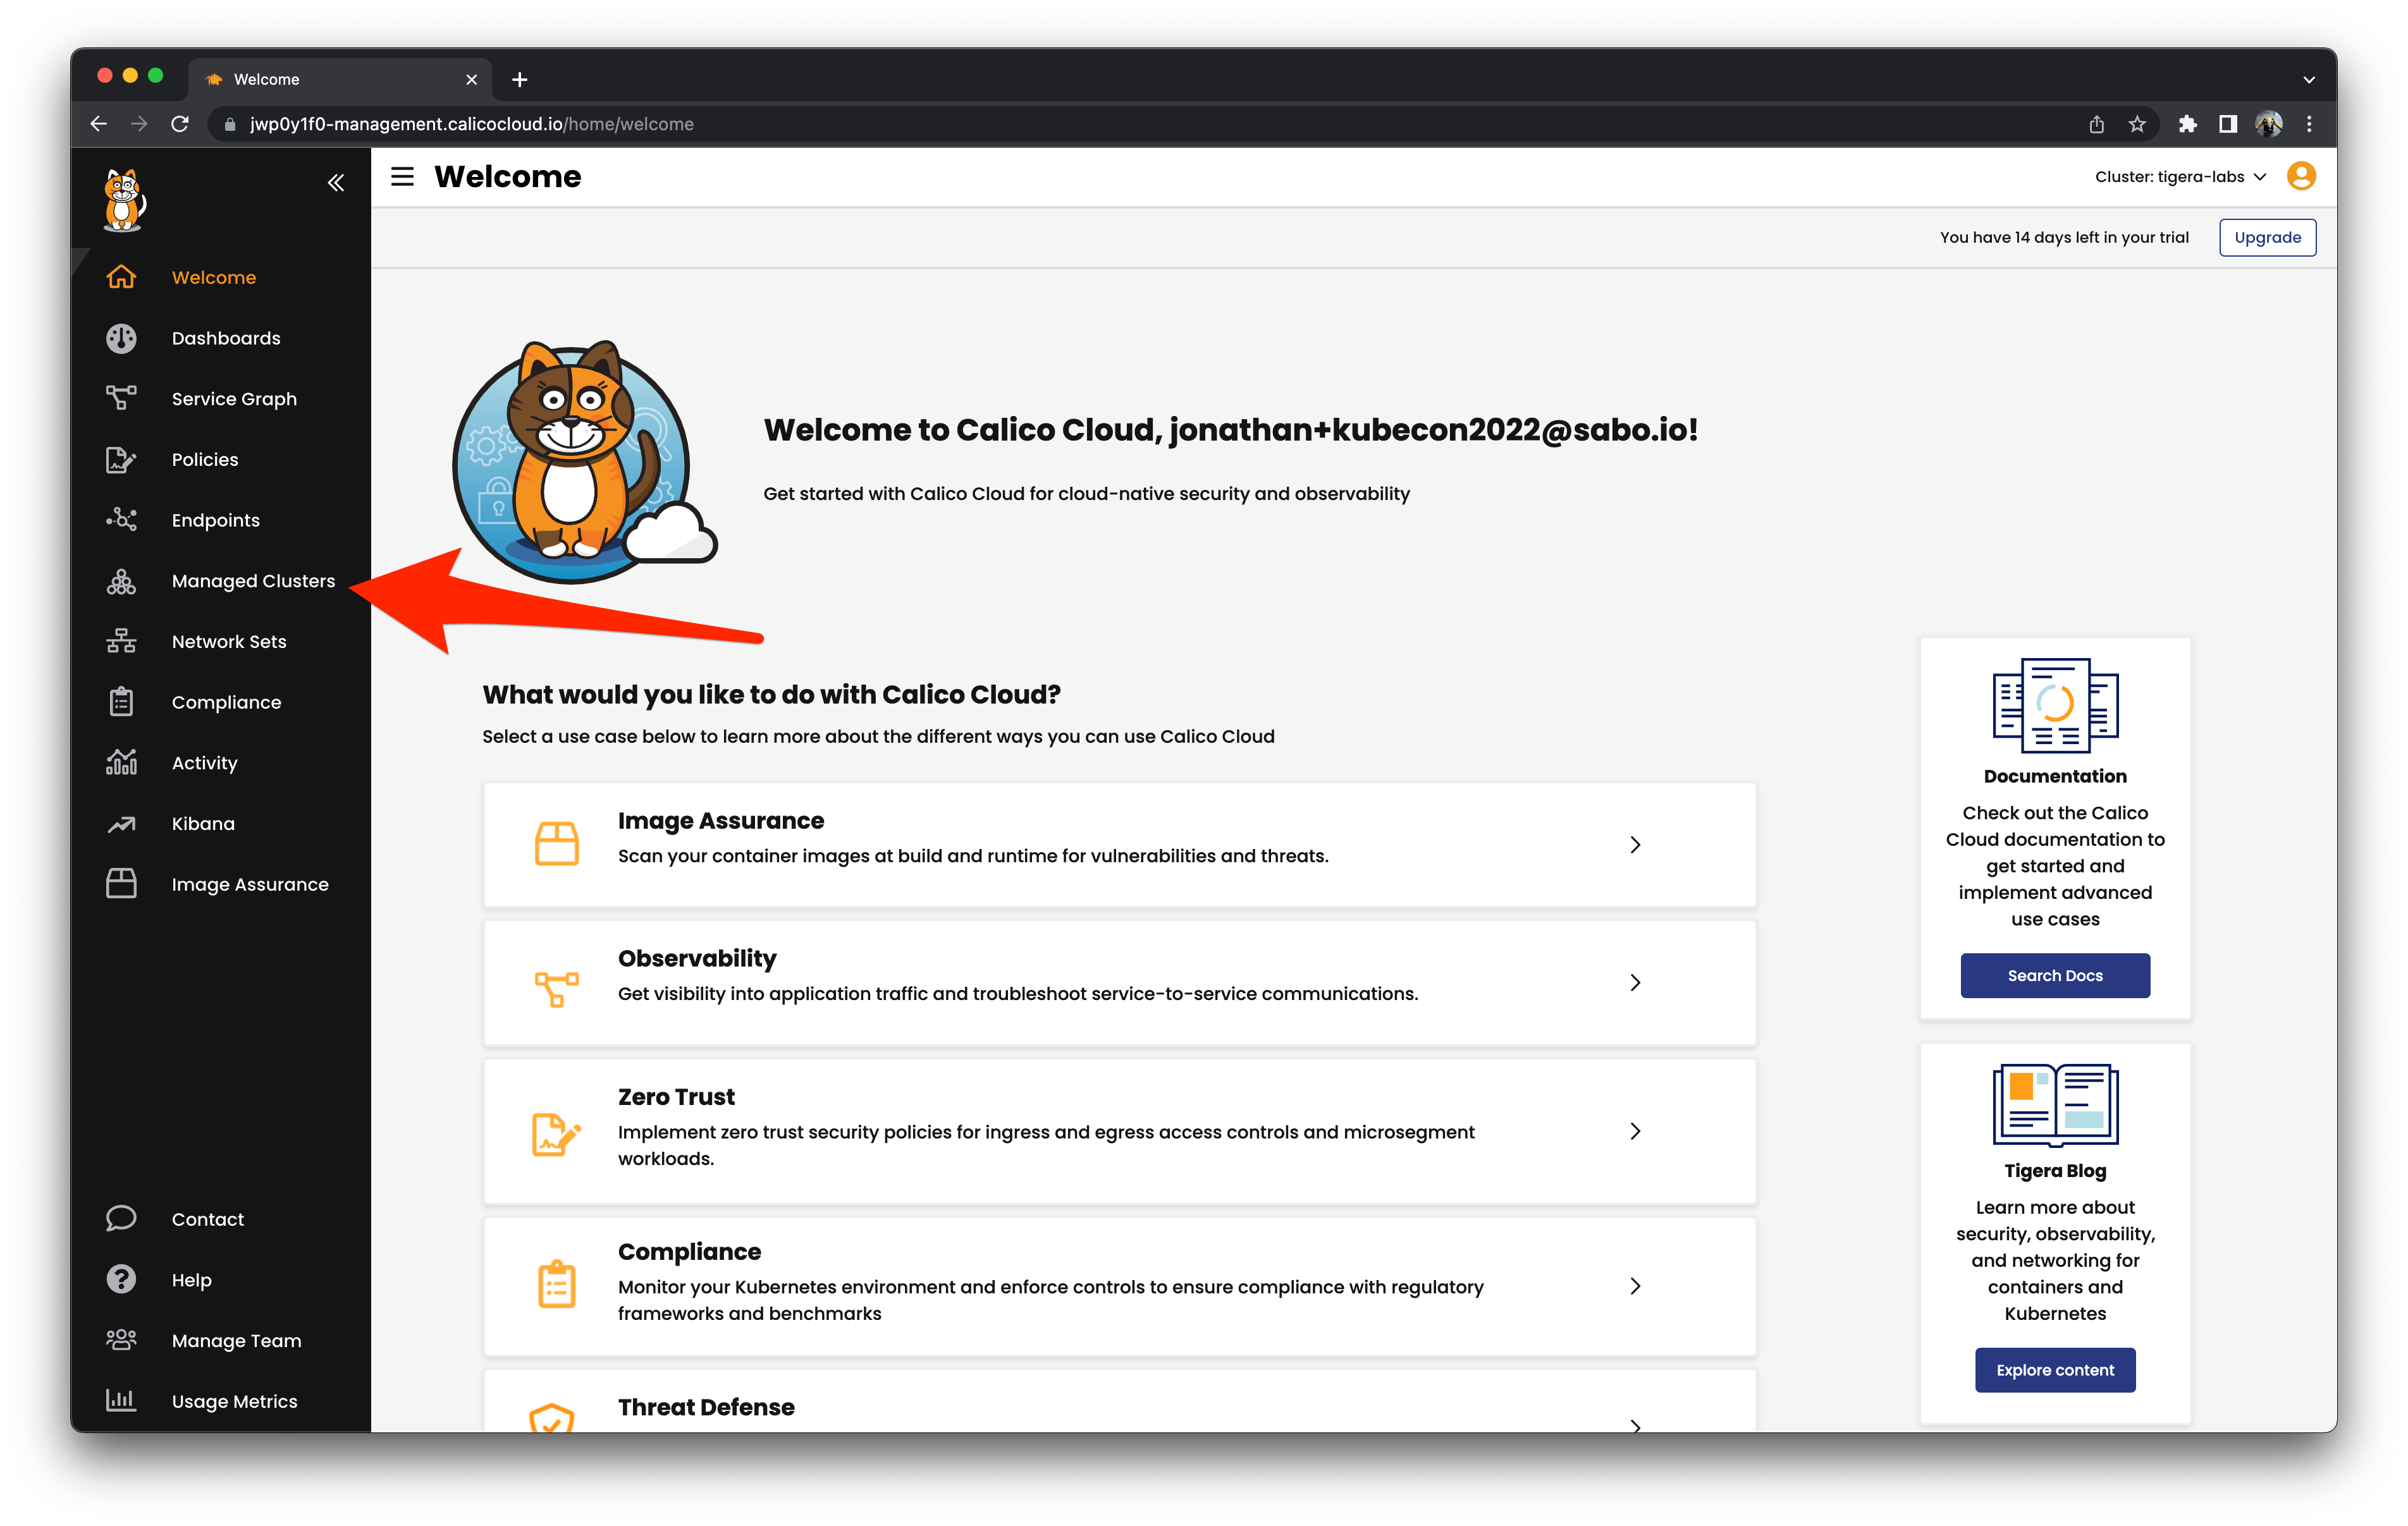 Welcome
jwp0y1f0-management.calicocloud.io/home/welcome
Welcome
Cluster: tigera-labs
You have 14 days left in your trial
Upgrade
Welcome
Dashboards
Service Graph
Policies
Endpoints
Managed Clusters
Network Sets
Compliance
Activity
Kibana
Image Assurance
Contact
Help
Manage Team
Usage Metrics
Welcome to Calico Cloud, jonathan+kubecon2022@sabo.io!
Get started with Calico Cloud for cloud-native security and observability
What would you like to do with Calico Cloud?
Select a use case below to learn more about the different ways you can use Calico Cloud
Image Assurance
Scan your container images at build and runtime for vulnerabilities and threats.
Observability
Get visibility into application traffic and troubleshoot service-to-service communications.
Zero Trust
Implement zero trust security policies for ingress and egress access controls and microsegment
workloads.
Compliance
Monitor your Kubernetes environment and enforce controls to ensure compliance with regulatory
frameworks and benchmarks
Threat Defense
Documentation
Check out the Calico
Cloud documentation to
get started and
implement advanced
use cases
Search Docs
Tigera Blog
Learn more about
security, observability,
and networking for
containers and
Kubernetes
Explore content